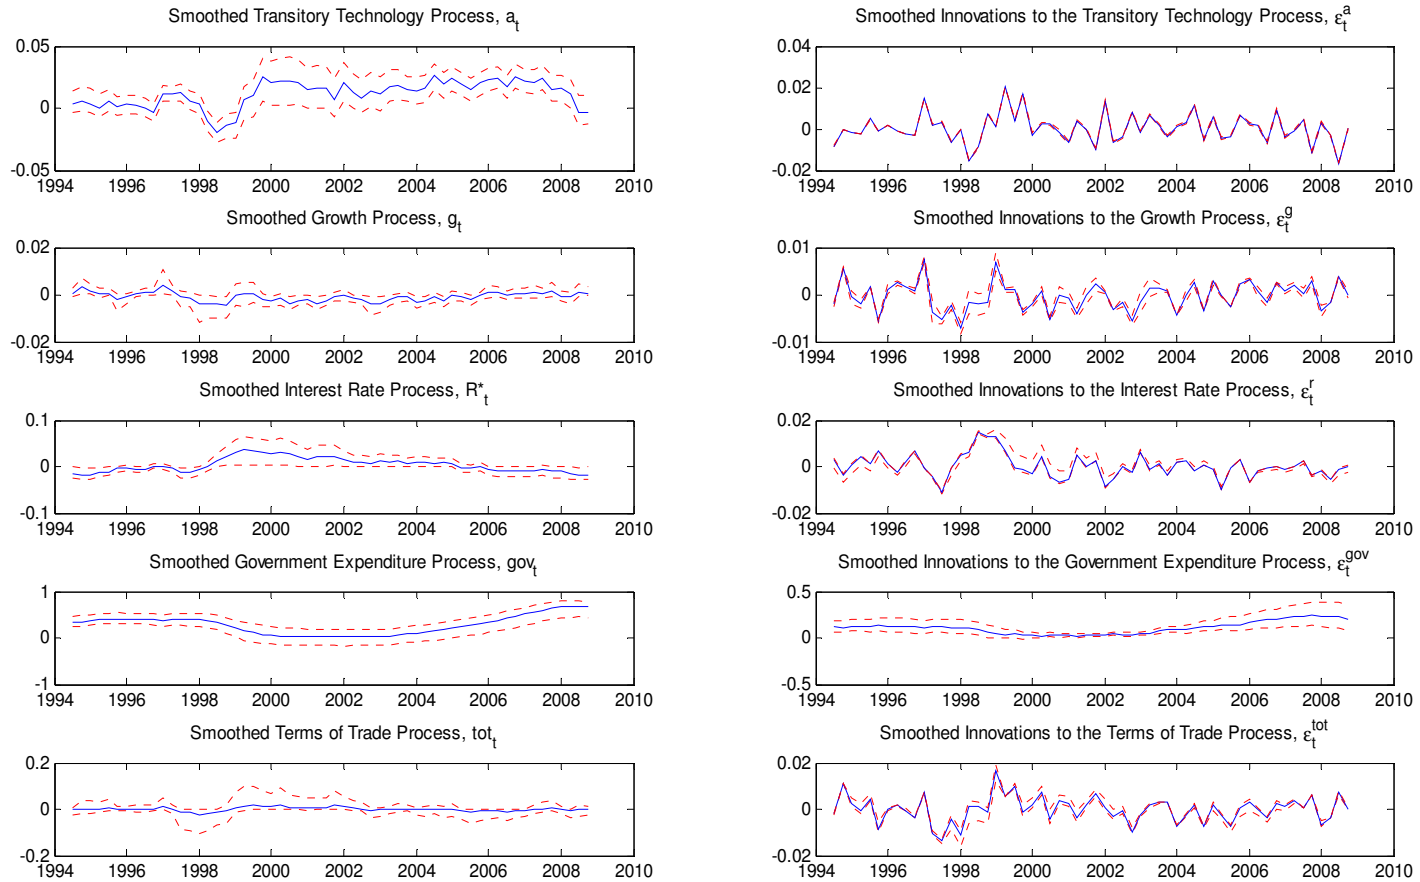 Smoothed Transitory Technology Process, a_t
0.05
0
-0.05
1994 1996 1998 2000 2002 2004 2006 2008 2010
Smoothed Innovations to the Transitory Technology Process, ε_t^a
0.04
0.02
0
-0.02
1994 1996 1998 2000 2002 2004 2006 2008 2010
Smoothed Growth Process, g_t
0.02
0
-0.02
1994 1996 1998 2000 2002 2004 2006 2008 2010
Smoothed Innovations to the Growth Process, ε_t^g
0.01
0
-0.01
1994 1996 1998 2000 2002 2004 2006 2008 2010
Smoothed Interest Rate Process, R*_t
0.1
0
-0.1
1994 1996 1998 2000 2002 2004 2006 2008 2010
Smoothed Innovations to the Interest Rate Process, ε_t^r
0.02
0
-0.02
1994 1996 1998 2000 2002 2004 2006 2008 2010
Smoothed Government Expenditure Process, gov_t
1
0
-1
1994 1996 1998 2000 2002 2004 2006 2008 2010
Smoothed Innovations to the Government Expenditure Process, ε_t^gov
0.5
0
-0.5
1994 1996 1998 2000 2002 2004 2006 2008 2010
Smoothed Terms of Trade Process, tot_t
0.2
0
-0.2
1994 1996 1998 2000 2002 2004 2006 2008 2010
Smoothed Innovations to the Terms of Trade Process, ε_t^tot
0.02
0
-0.02
1994 1996 1998 2000 2002 2004 2006 2008 2010